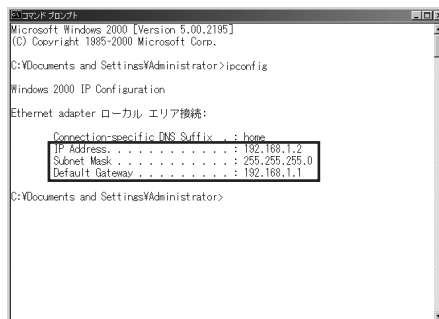 コマンド プロンプト
Microsoft Windows 2000 [Version 5.00.2195]
(C) Copyright 1985-2000 Microsoft Corp.
C:¥Documents and Settings¥Administrator>ipconfig
Windows 2000 IP Configuration
Ethernet adapter ローカル エリア接続:
Connection-specific DNS Suffix . : home
IP Address. . . . . . . . . . . . : 192.168.1.2
Subnet Mask . . . . . . . . . . . : 255.255.255.0
Default Gateway . . . . . . . . . : 192.168.1.1
C:¥Documents and Settings¥Administrator>